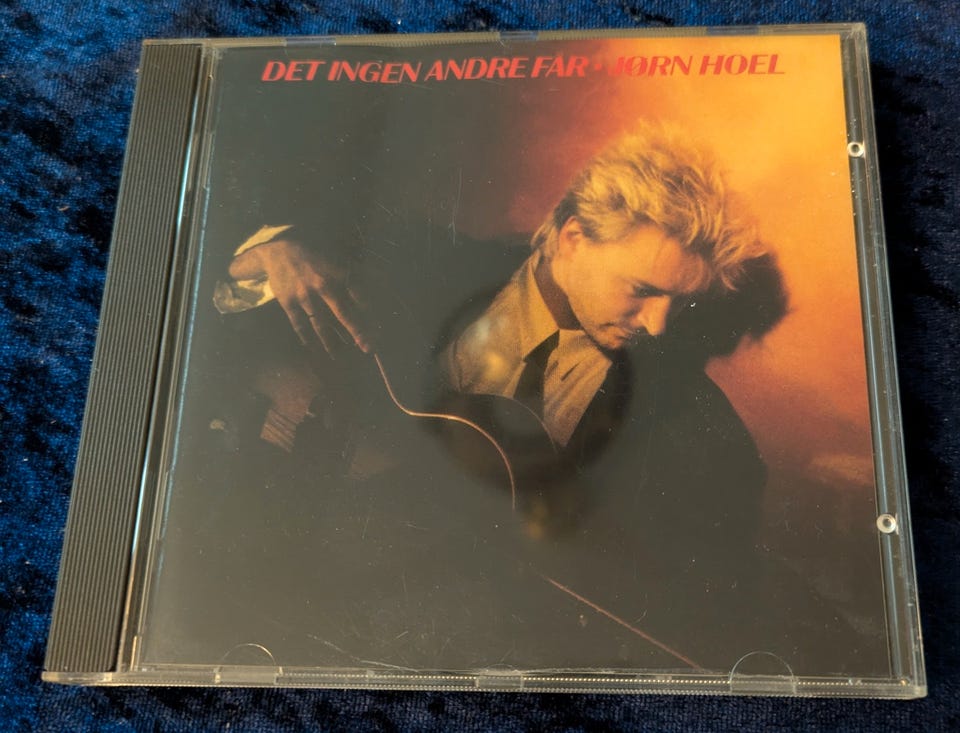 DET INGEN ANDRE FÅR • JØRN HOEL